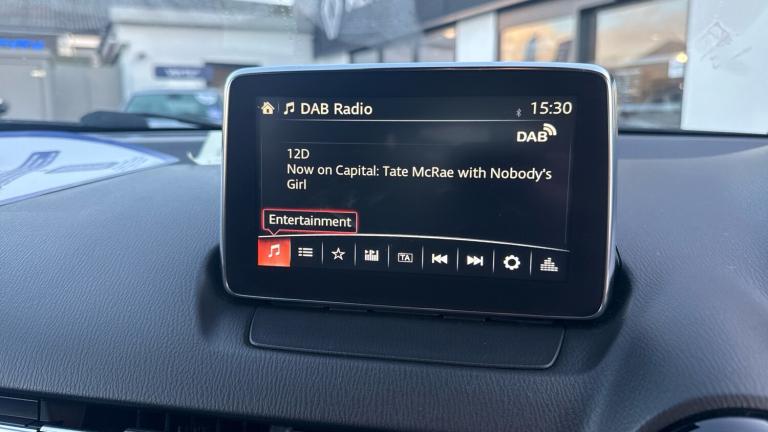 DAB Radio
15:30
DAB
12D
Now on Capital: Tate McRae with Nobody's
Girl
Entertainment
TA